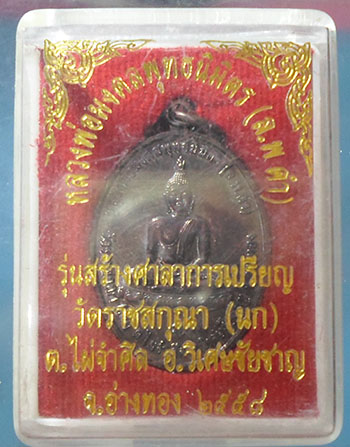 หลวงพ่อมงคลพุทธนิมิตร (ล.พ.ดำ)
รุ่นสร้างศาลาการเปรียญ
วัดราชสกุณา (นก)
ต.ไผ่จำศีล อ.วิเศษชัยชาญ
จ.อ่างทอง ๒๕๕๘